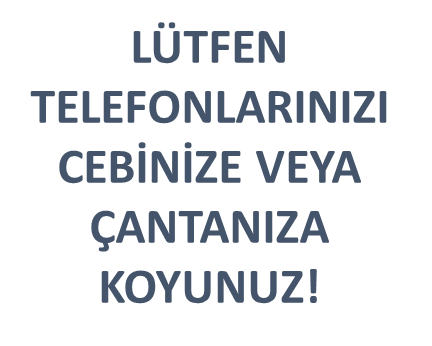 LÜTFEN
TELEFONLARINIZI
CEBİNİZE VEYA
ÇANTANIZA
KOYUNUZ!